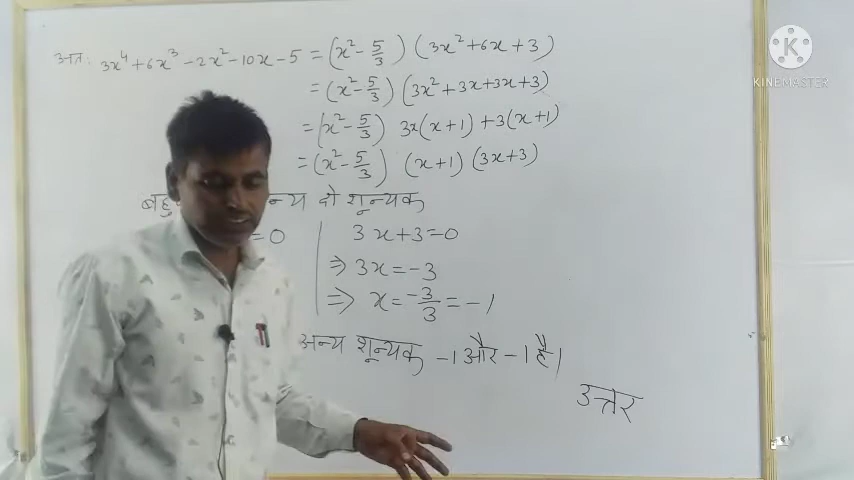 अतः 3x⁴ + 6x³ - 2x² - 10x - 5 = (x² - 5/3) (3x² + 6x + 3)
= (x² - 5/3) (3x² + 3x + 3x + 3)
= (x² - 5/3) 3x(x + 1) + 3(x + 1)
= (x² - 5/3) (x + 1) (3x + 3)
दो शून्यक
= 0
3x + 3 = 0
⇒ 3x = -3
⇒ x = -3/3 = -1
अन्य शून्यक -1 और -1 है।
उत्तर
KINEMASTER